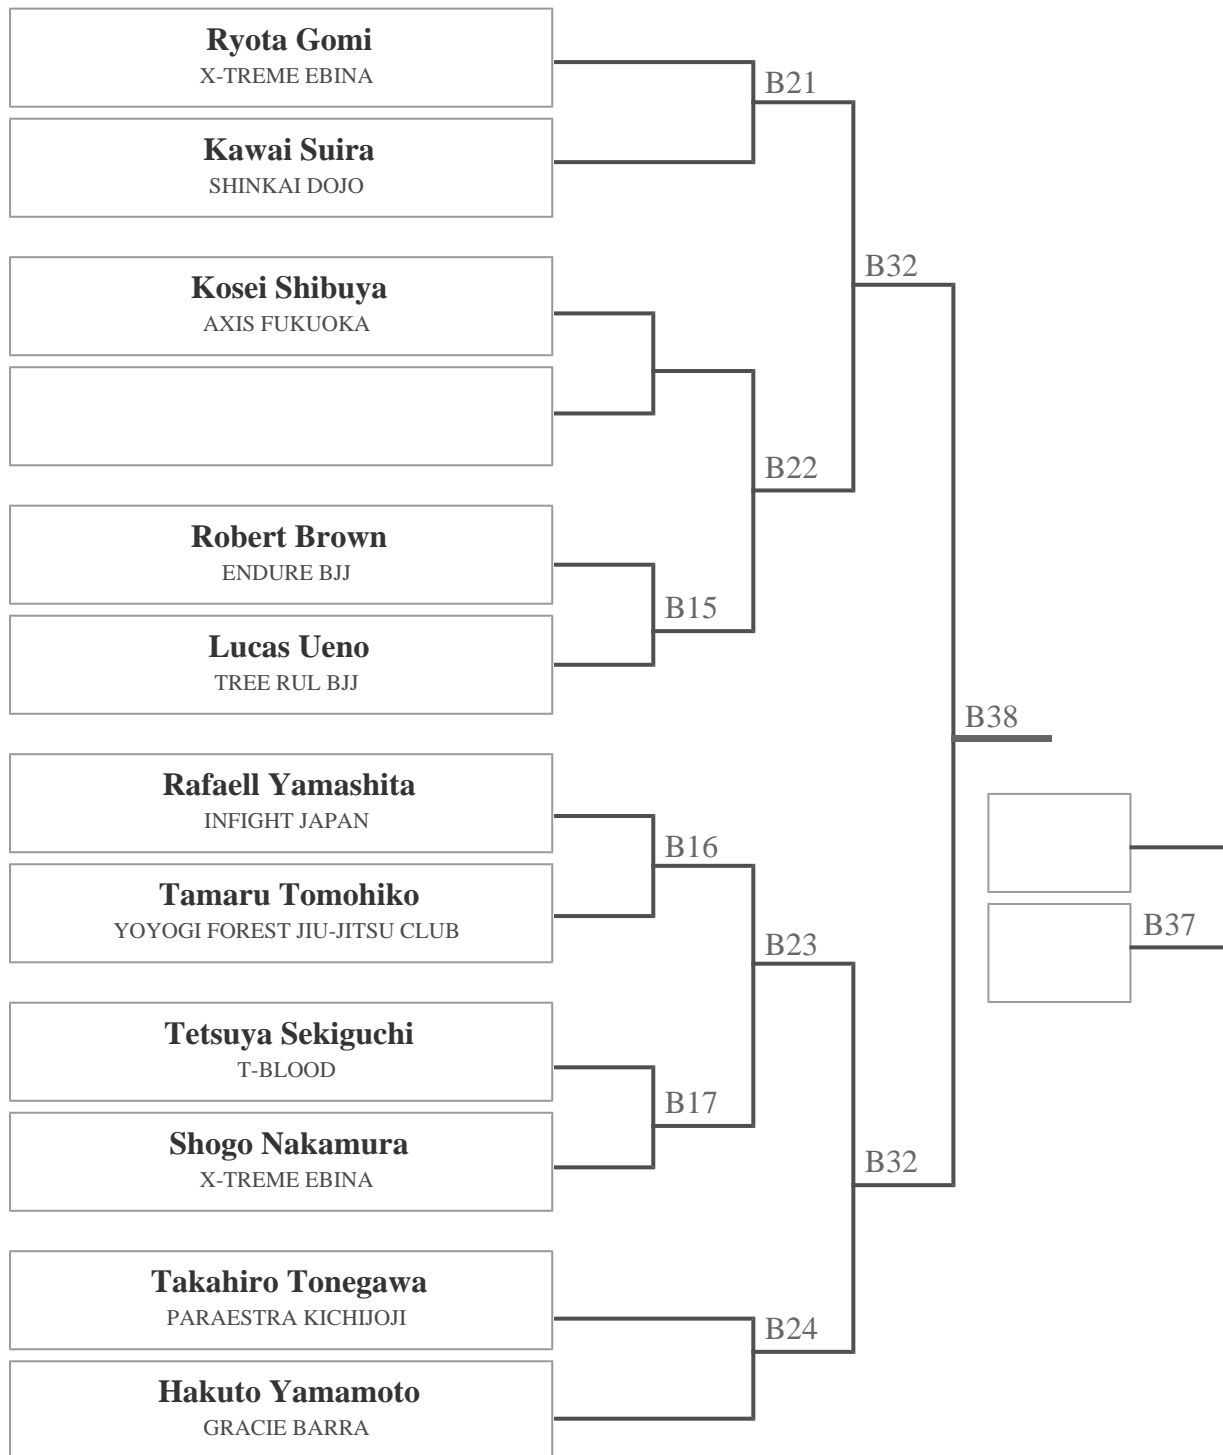 Ryota Gomi
X-TREME EBINA
B21
Kawai Suira
SHINKAI DOJO
B32
Kosei Shibuya
AXIS FUKUOKA
B22
Robert Brown
ENDURE BJJ
B15
Lucas Ueno
TREE RUL BJJ
B38
Rafaell Yamashita
INFIGHT JAPAN
B16
Tamaru Tomohiko
YOYOGI FOREST JIU-JITSU CLUB
B37
B23
Tetsuya Sekiguchi
T-BLOOD
B17
Shogo Nakamura
X-TREME EBINA
B32
Takahiro Tonegawa
PARAESTRA KICHIJOJI
B24
Hakuto Yamamoto
GRACIE BARRA